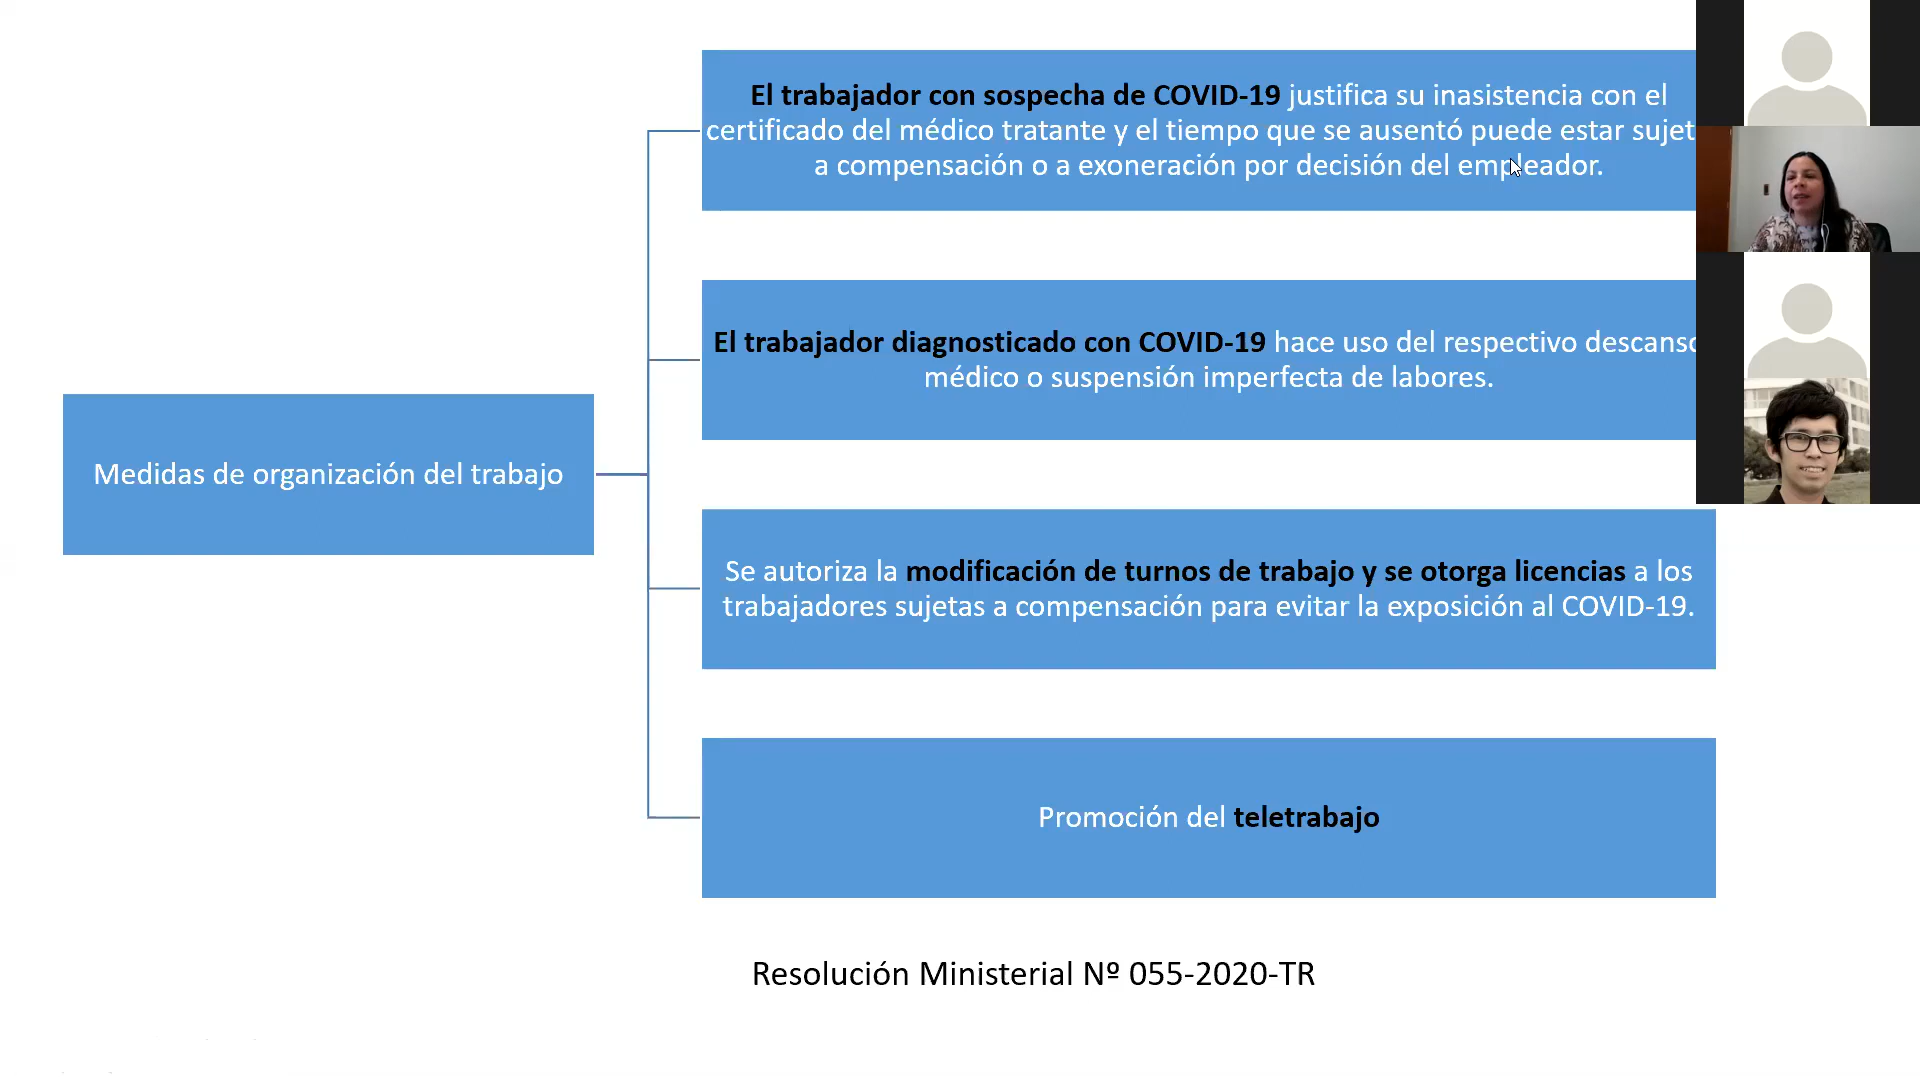 El trabajador con sospecha de COVID-19 justifica su inasistencia con el
certificado del médico tratante y el tiempo que se ausentó puede estar sujet
a compensación o a exoneración por decisión del empleador.
El trabajador diagnosticado con COVID-19 hace uso del respectivo descanso
médico o suspensión imperfecta de labores.
Medidas de organización del trabajo
Se autoriza la modificación de turnos de trabajo y se otorga licencias a los
trabajadores sujetas a compensación para evitar la exposición al COVID-19.
Promoción del teletrabajo
Resolución Ministerial Nº 055-2020-TR